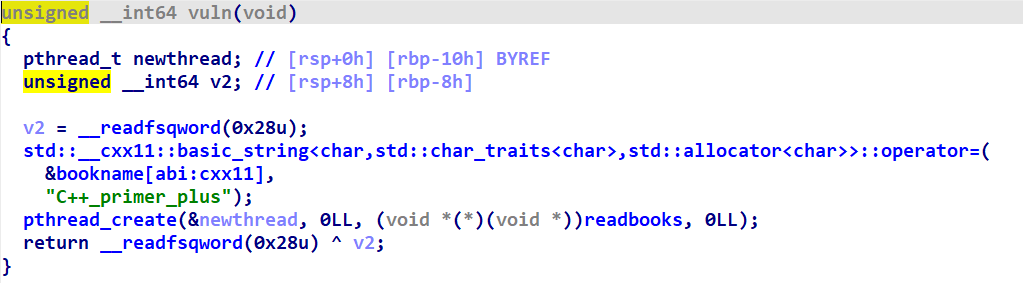 unsigned __int64 vuln(void)
{
pthread_t newthread; // [rsp+0h] [rbp-10h] BYREF
unsigned __int64 v2; // [rsp+8h] [rbp-8h]
v2 = __readfsqword(0x28u);
std::__cxx11::basic_string<char,std::char_traits<char>,std::allocator<char>>::operator=(
&bookname[abi:cxx11],
"C++_primer_plus");
pthread_create(&newthread, 0LL, (void *(*)(void *))readbooks, 0LL);
return __readfsqword(0x28u) ^ v2;
}